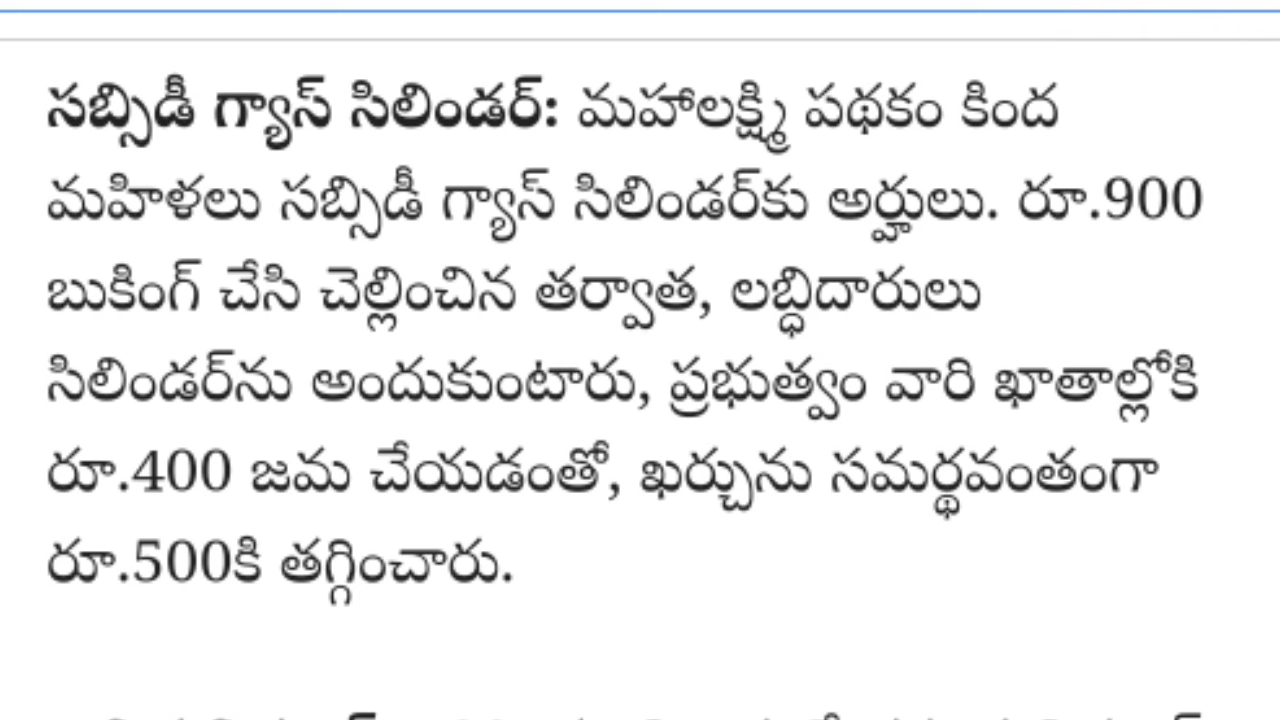 సబ్సిడీ గ్యాస్ సిలిండర్: మహాలక్ష్మి పథకం కింద
మహిళలు సబ్సిడీ గ్యాస్ సిలిండర్‌కు అర్హులు. రూ.900
బుకింగ్ చేసి చెల్లించిన తర్వాత, లబ్ధిదారులు
సిలిండర్‌ను అందుకుంటారు, ప్రభుత్వం వారి ఖాతాల్లోకి
రూ.400 జమ చేయడంతో, ఖర్చును సమర్థవంతంగా
రూ.500కి తగ్గించారు.